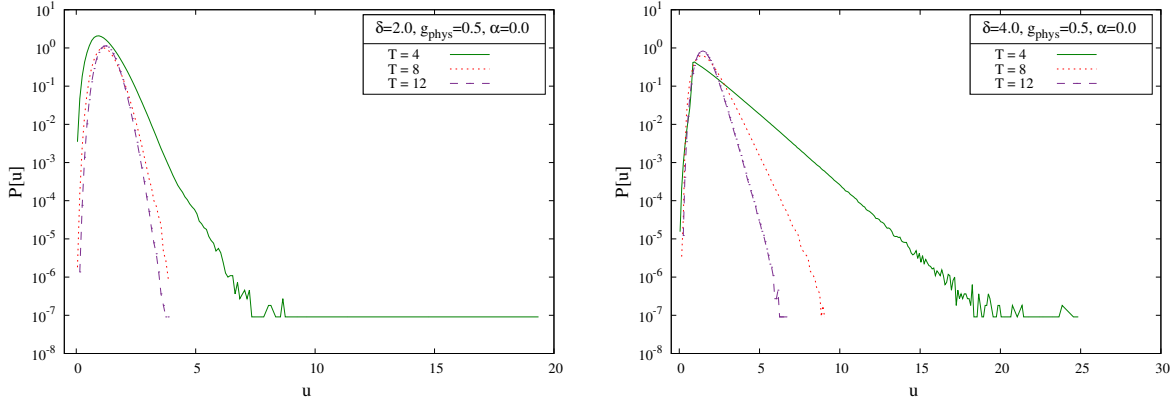 δ=2.0, g_phys=0.5, α=0.0
T = 4
T = 8
T = 12
P[u]
10^1
10^0
10^-1
10^-2
10^-3
10^-4
10^-5
10^-6
10^-7
10^-8
0 5 10 15 20
u
δ=4.0, g_phys=0.5, α=0.0
T = 4
T = 8
T = 12
P[u]
10^1
10^0
10^-1
10^-2
10^-3
10^-4
10^-5
10^-6
10^-7
10^-8
0 5 10 15 20 25 30
u